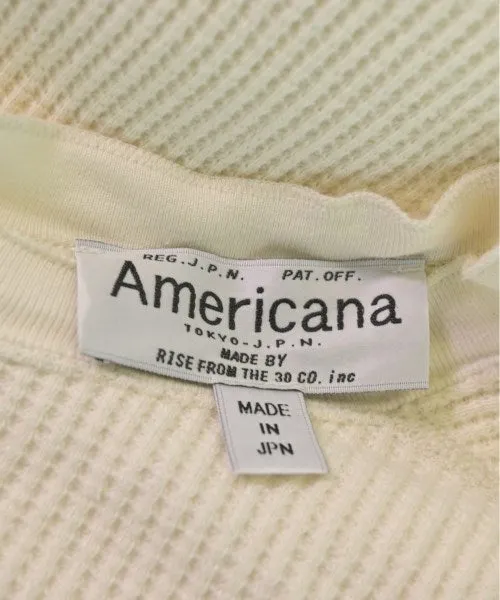 REG.J.P.N. PAT.OFF.
Americana
TOKYO-J.P.N.
MADE BY
RISE FROM THE 30 CO. inc
MADE
IN
JPN